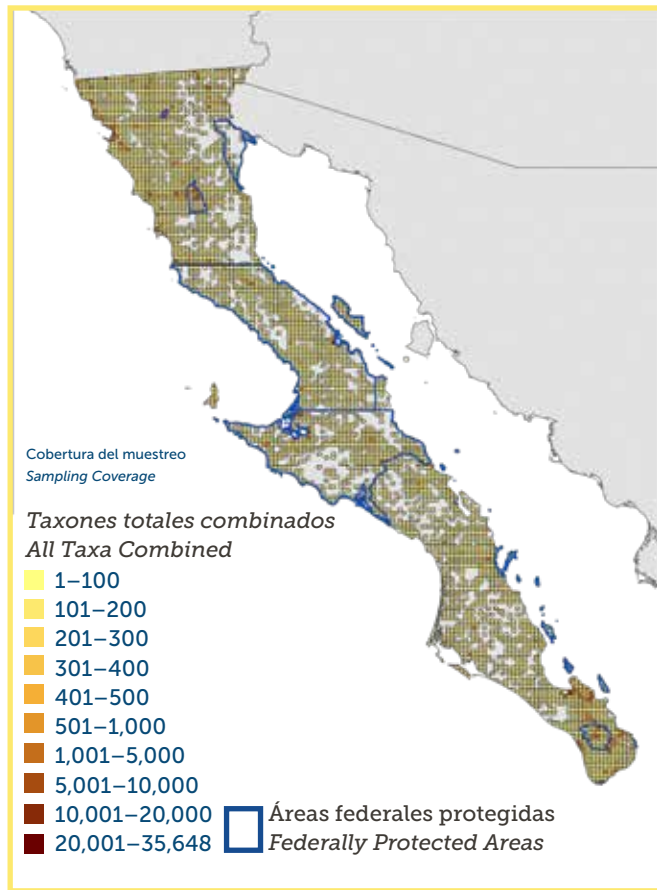 Cobertura del muestreo
Sampling Coverage
Taxones totales combinados
All Taxa Combined
1–100
101–200
201–300
301–400
401–500
501–1,000
1,001–5,000
5,001–10,000
10,001–20,000
20,001–35,648
Áreas federales protegidas
Federally Protected Areas